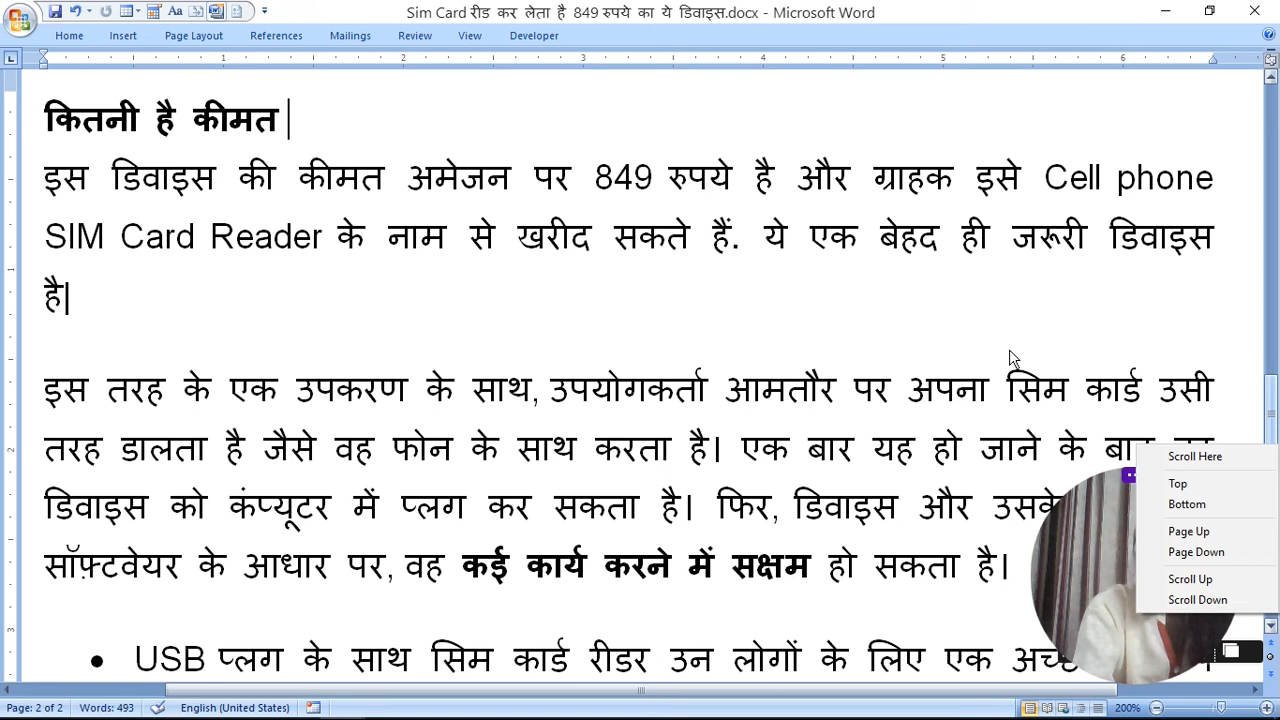 Sim Card रीड कर लेता है 849 रुपये का ये डिवाइस.docx - Microsoft Word
Home Insert Page Layout References Mailings Review View Developer
2 3 4 5 6
कितनी है कीमत
इस डिवाइस की कीमत अमेजन पर 849 रुपये है और ग्राहक इसे Cell phone
SIM Card Reader के नाम से खरीद सकते हैं. ये एक बेहद ही जरूरी डिवाइस
है|
इस तरह के एक उपकरण के साथ, उपयोगकर्ता आमतौर पर अपना सिम कार्ड उसी
तरह डालता है जैसे वह फोन के साथ करता है। एक बार यह हो जाने के
डिवाइस को कंप्यूटर में प्लग कर सकता है। फिर, डिवाइस और उसके
सॉफ़्टवेयर के आधार पर, वह कई कार्य करने में सक्षम हो सकता है।
• USB प्लग के साथ सिम कार्ड रीडर उन लोगों के लिए एक
Scroll Here
Top
Bottom
Page Up
Page Down
Scroll Up
Scroll Down
Page: 2 of 2 Words: 493 English (United States) 200%